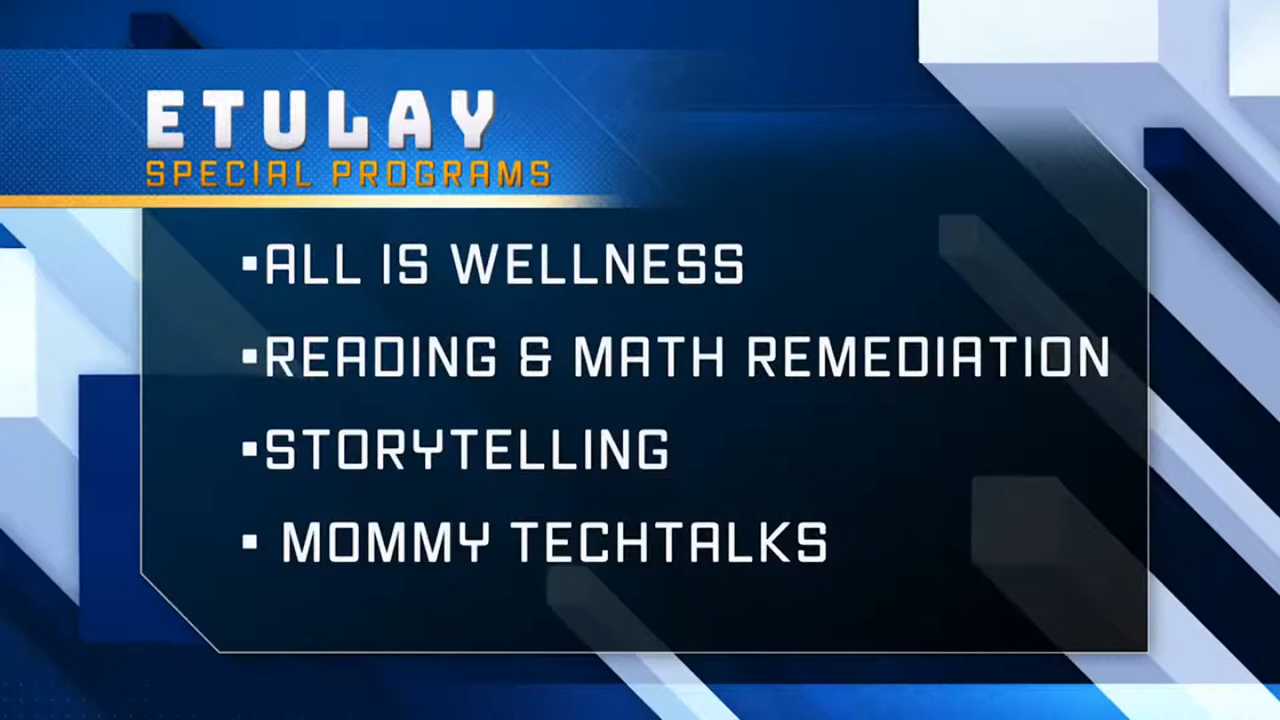 ETULAY
SPECIAL PROGRAMS
▪ALL IS WELLNESS
▪READING & MATH REMEDIATION
▪STORYTELLING
▪ MOMMY TECHTALKS